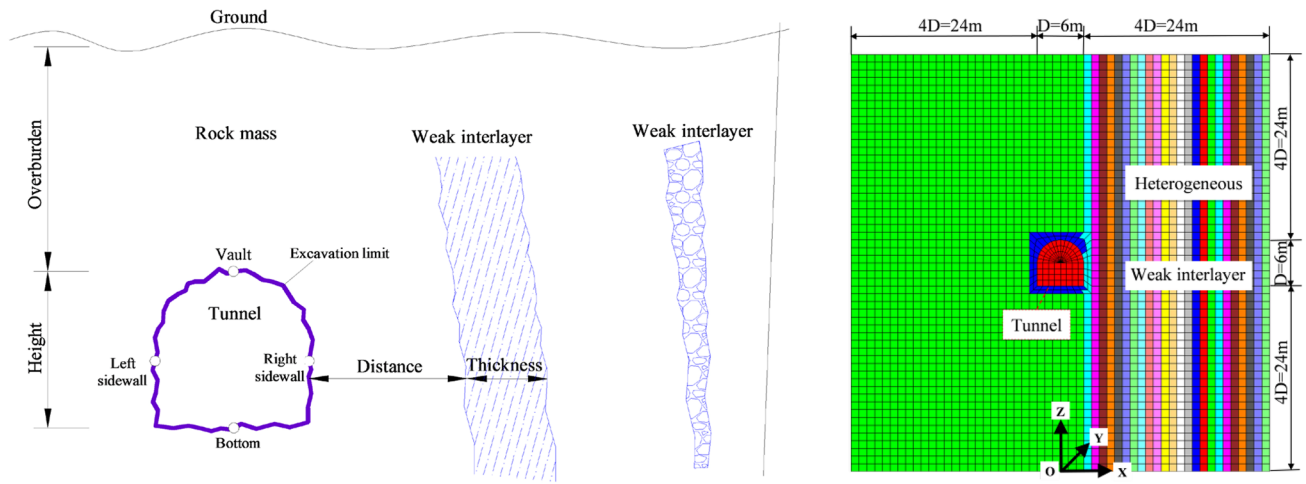 Ground
Overburden
Rock mass
Weak interlayer
Weak interlayer
Vault
Excavation limit
Tunnel
Height
Left
sidewall
Right
sidewall
Distance
Thickness
Bottom
4D=24m
D=6m
4D=24m
4D=24m
Heterogeneous
D=6m
Weak interlayer
Tunnel
4D=24m
Z
Y
O
X